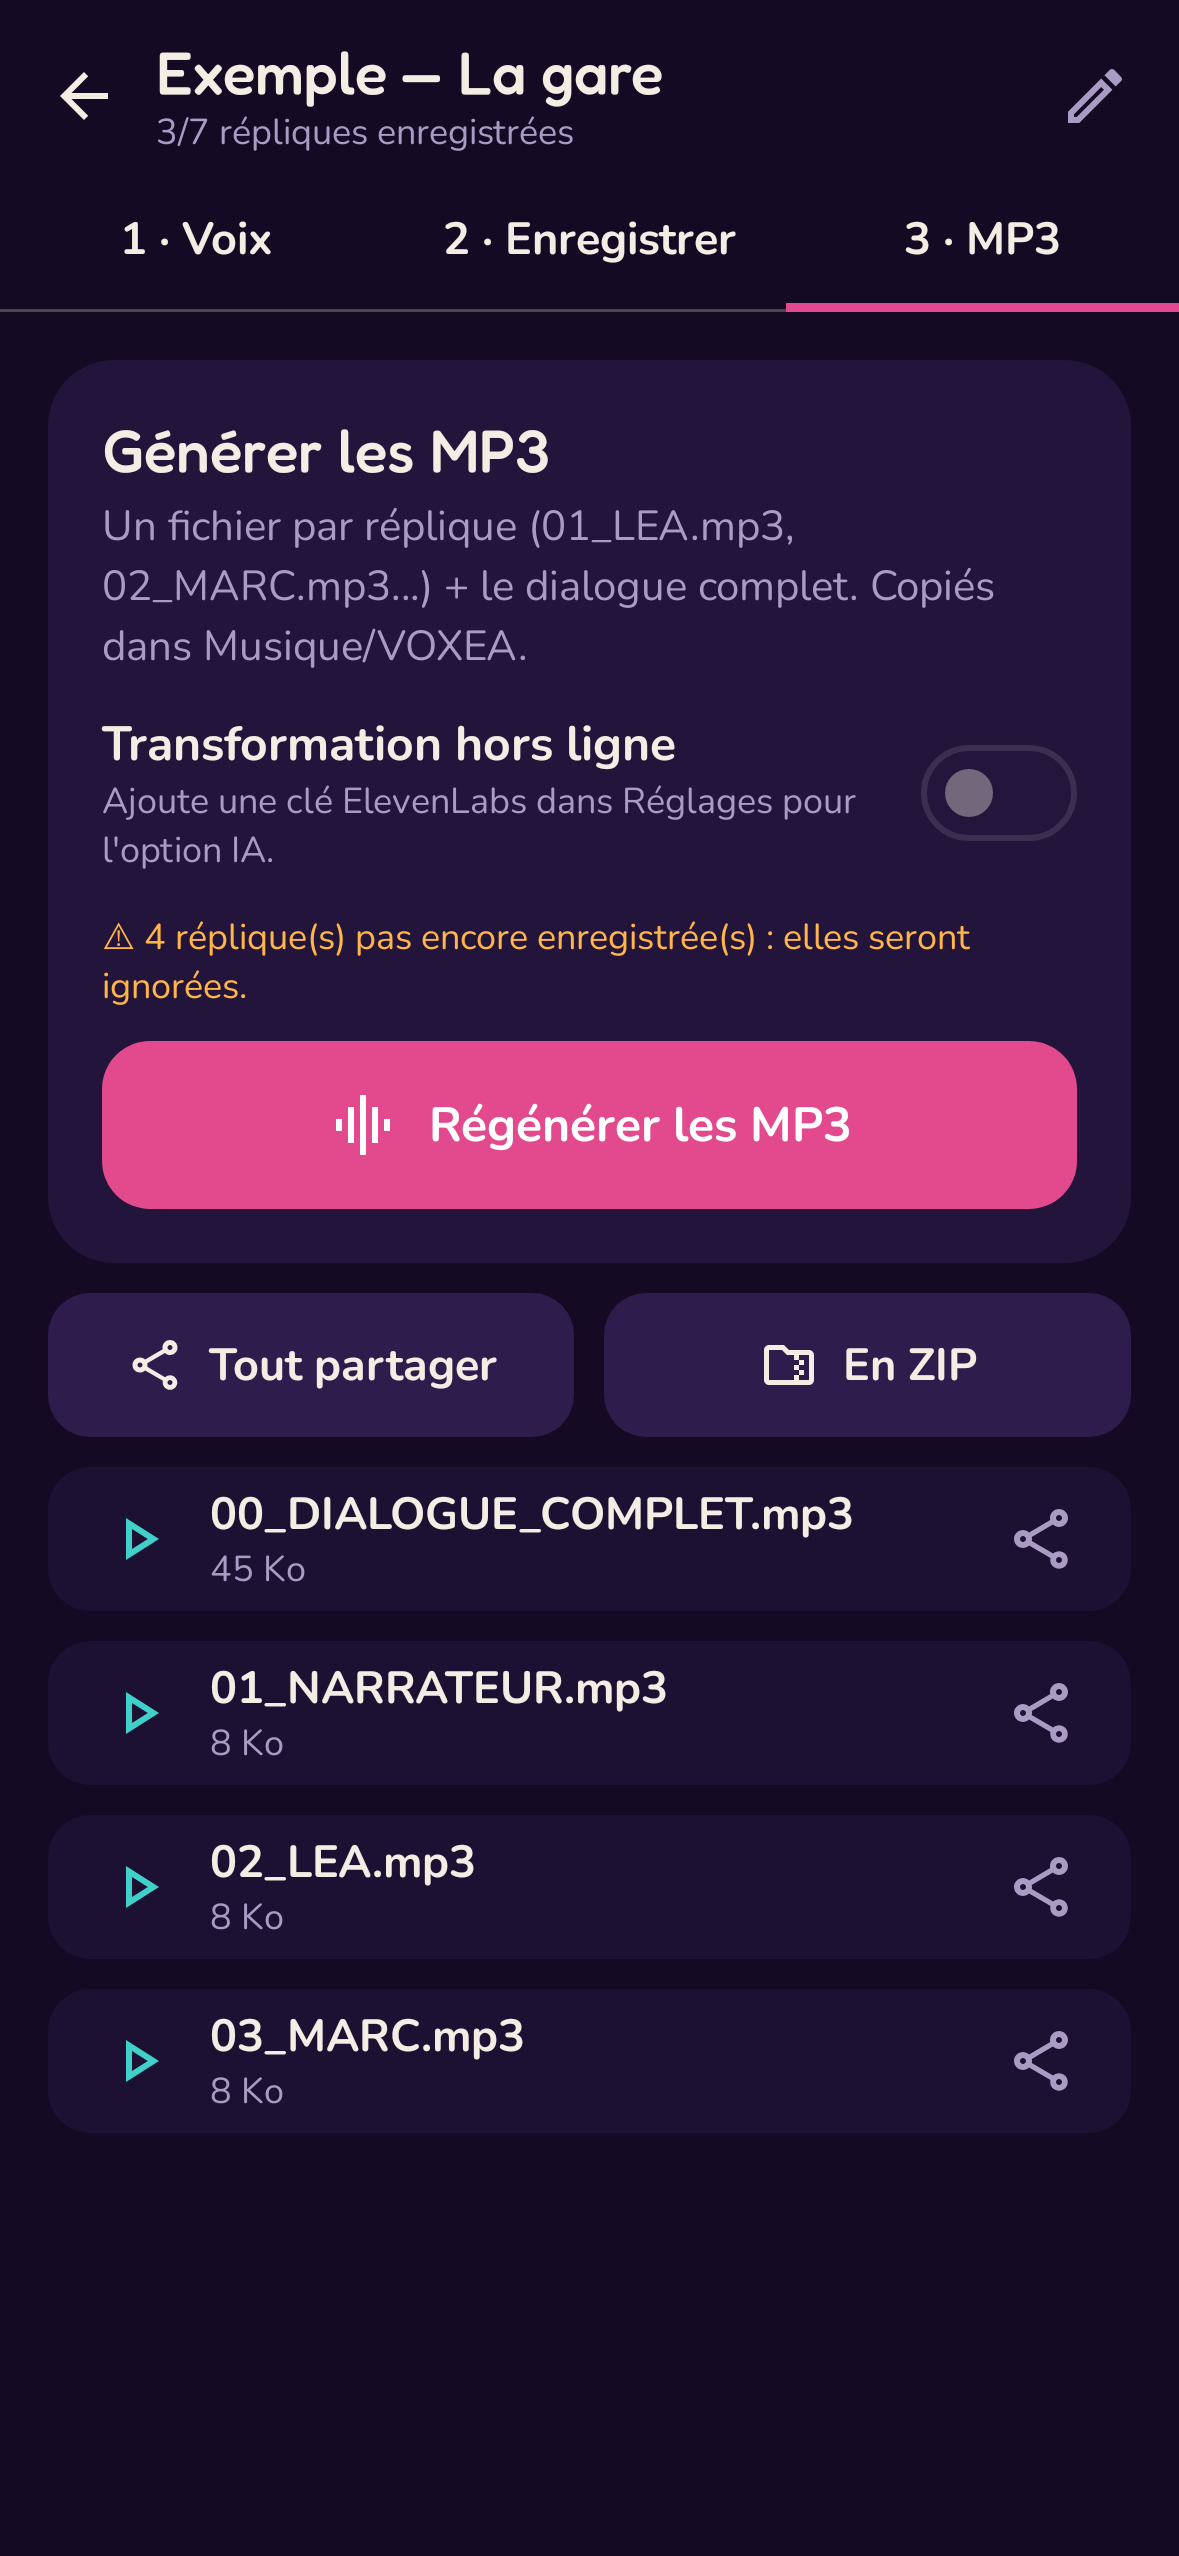 Exemple – La gare
3/7 répliques enregistrées
1 · Voix
2 · Enregistrer
3 · MP3
Générer les MP3
Un fichier par réplique (01_LEA.mp3,
02_MARC.mp3...) + le dialogue complet. Copiés
dans Musique/VOXEA.
Transformation hors ligne
Ajoute une clé ElevenLabs dans Réglages pour
l'option IA.
⚠ 4 réplique(s) pas encore enregistrée(s) : elles seront
ignorées.
Régénérer les MP3
Tout partager
En ZIP
00_DIALOGUE_COMPLET.mp3
45 Ko
01_NARRATEUR.mp3
8 Ko
02_LEA.mp3
8 Ko
03_MARC.mp3
8 Ko